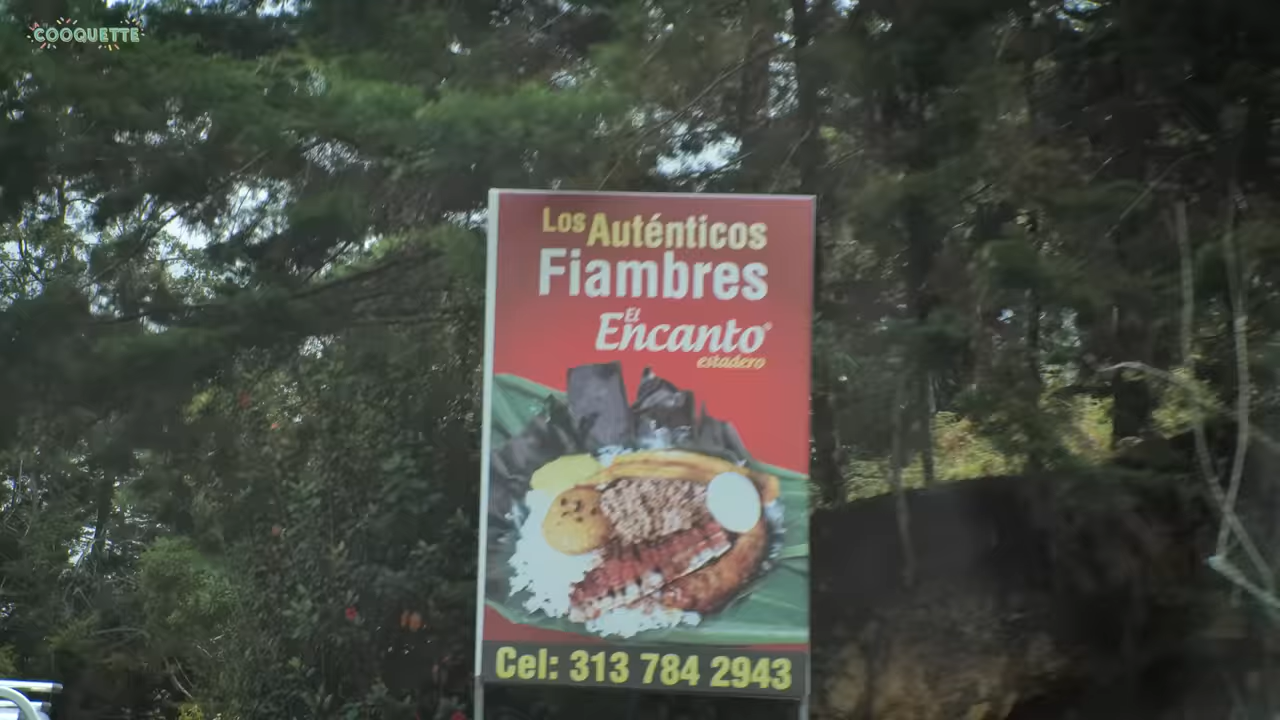 COOQUETTE
Los Auténticos
Fiambres
El
Encanto®
estadero
Cel: 313 784 2943